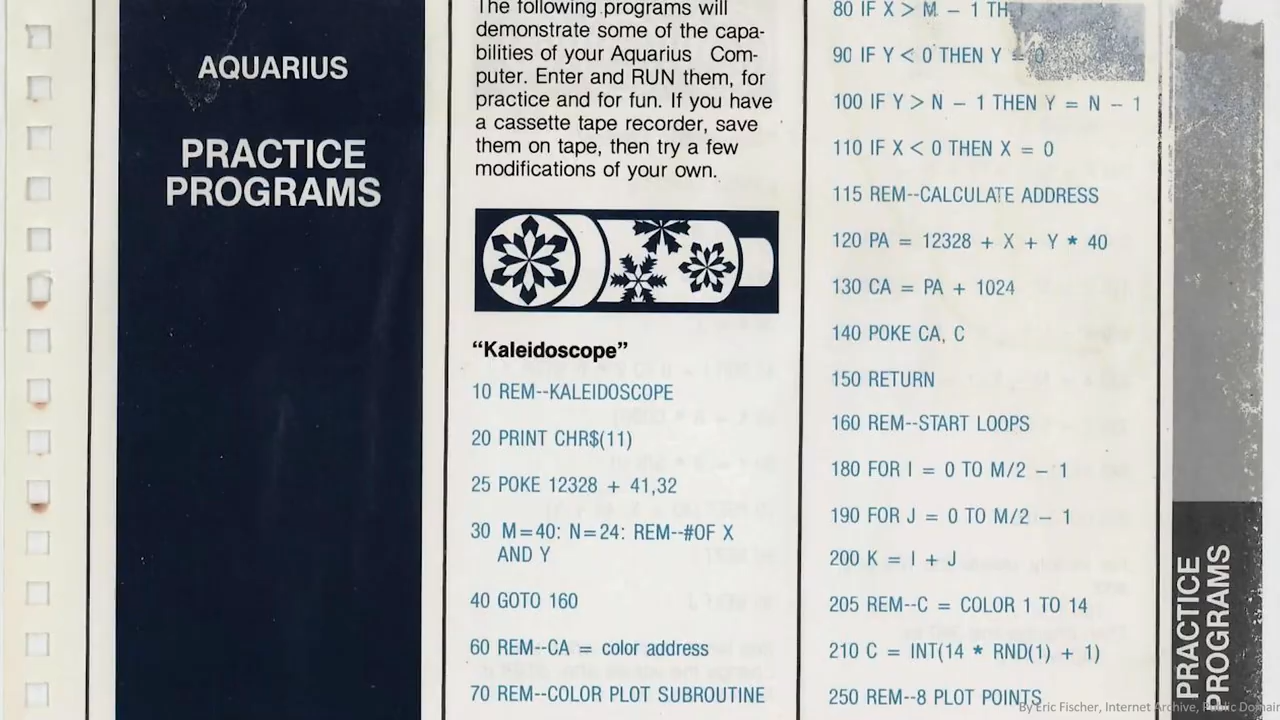 AQUARIUS
PRACTICE
PROGRAMS
The following programs will
demonstrate some of the capa-
bilities of your Aquarius Com-
puter. Enter and RUN them, for
practice and for fun. If you have
a cassette tape recorder, save
them on tape, then try a few
modifications of your own.
“Kaleidoscope”
10 REM--KALEIDOSCOPE
20 PRINT CHR$(11)
25 POKE 12328 + 41,32
30 M=40: N=24: REM--#OF X
AND Y
40 GOTO 160
60 REM--CA = color address
70 REM--COLOR PLOT SUBROUTINE
80 IF X > M – 1
90 IF Y < 0 THEN Y = 0
100 IF Y > N – 1 THEN Y = N – 1
110 IF X < 0 THEN X = 0
115 REM--CALCULATE ADDRESS
120 PA = 12328 + X + Y * 40
130 CA = PA + 1024
140 POKE CA, C
150 RETURN
160 REM--START LOOPS
180 FOR I = 0 TO M/2 – 1
190 FOR J = 0 TO M/2 – 1
200 K = I + J
205 REM--C = COLOR 1 TO 14
210 C = INT(14 * RND(1) + 1)
250 REM--8 PLOT POINTS
PRACTICE
PROGRAMS
By Eric Fischer, Internet Archive, Public Domain